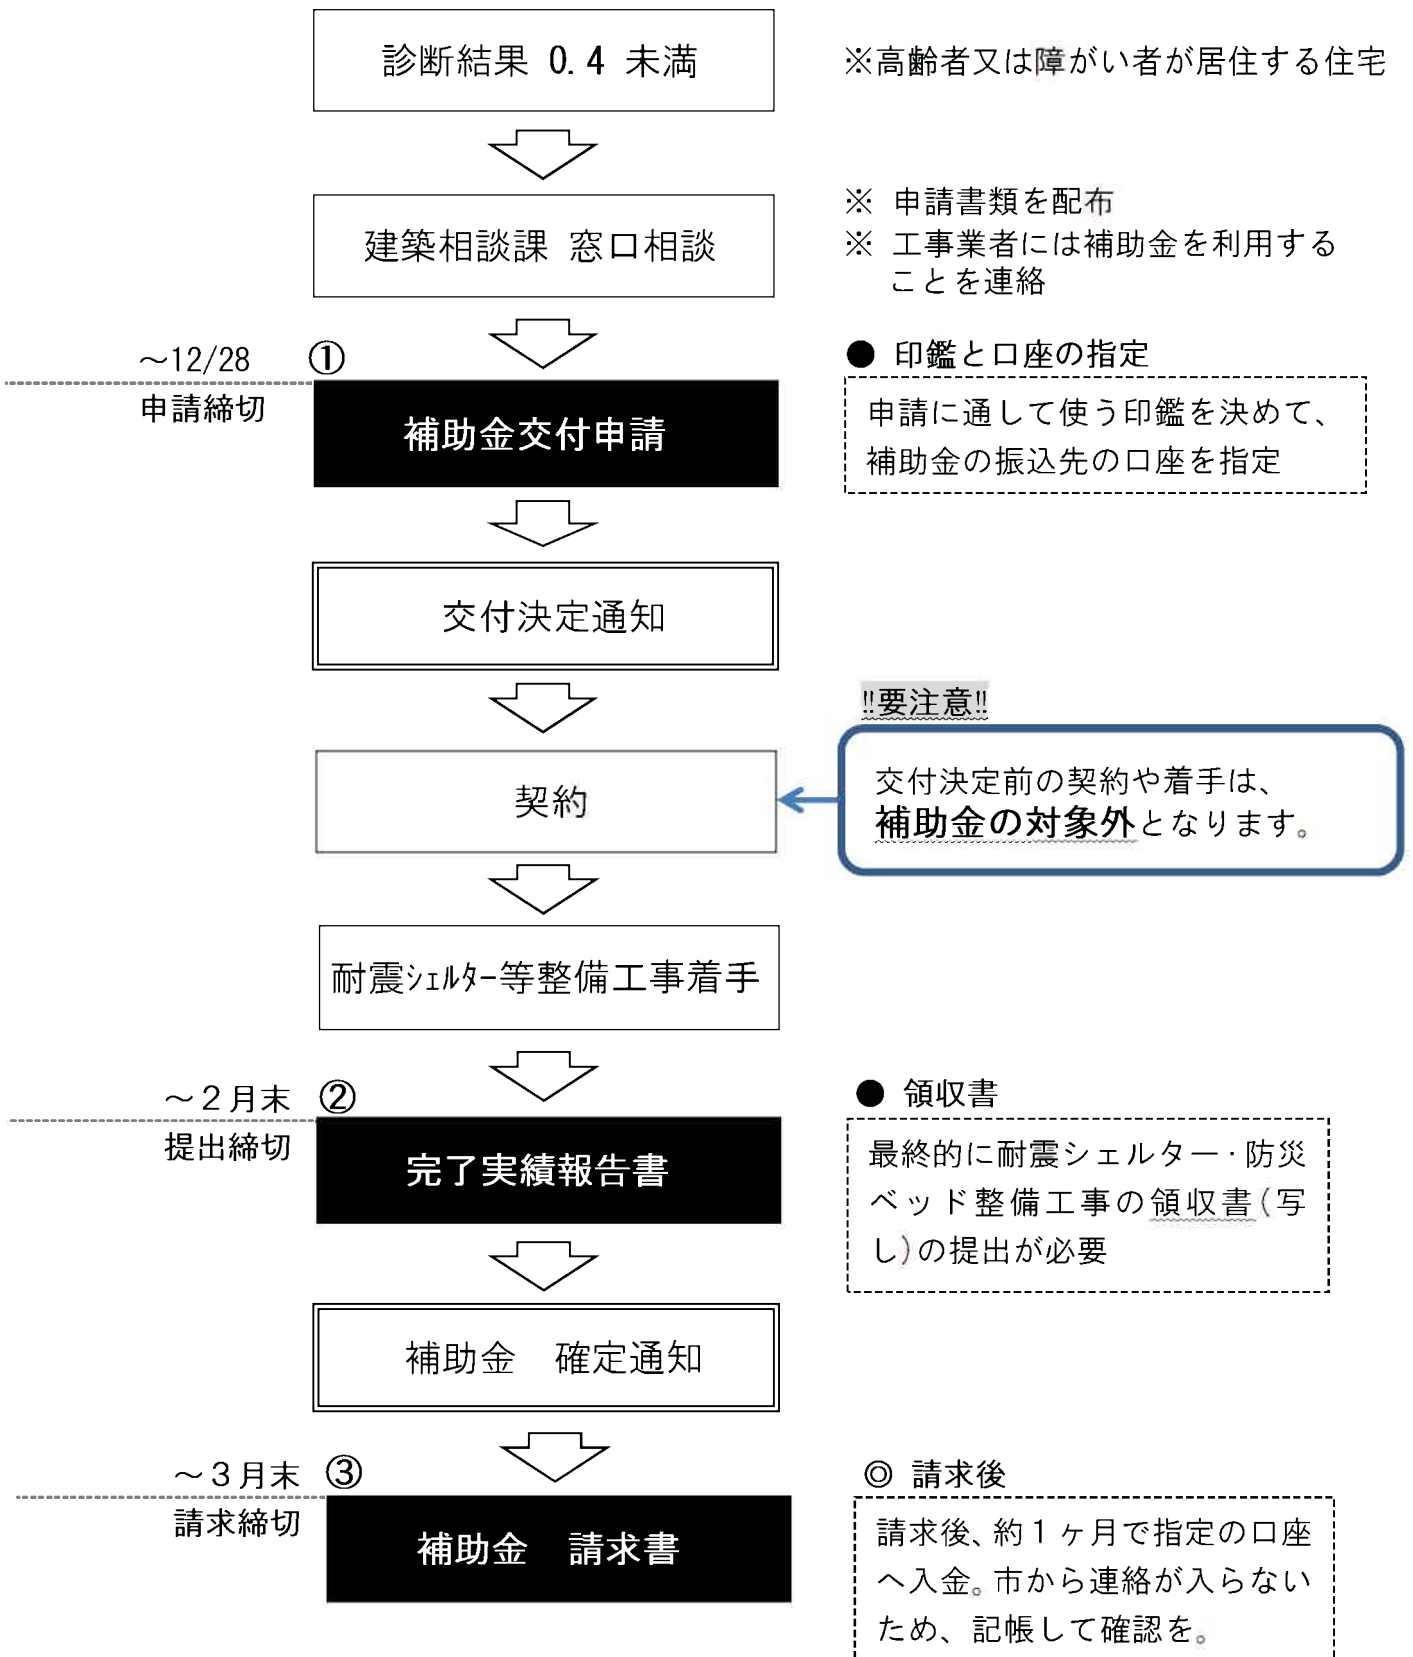 診断結果 0.4 未満
※高齢者又は障がい者が居住する住宅
建築相談課 窓口相談
※ 申請書類を配布
※ 工事業者には補助金を利用する
ことを連絡
～12/28
申請締切
①
補助金交付申請
● 印鑑と口座の指定
申請に通して使う印鑑を決めて、
補助金の振込先の口座を指定
交付決定通知
契約
‼要注意‼
交付決定前の契約や着手は、
補助金の対象外となります。
耐震ｼｪﾙﾀｰ等整備工事着手
～２月末
提出締切
②
完了実績報告書
● 領収書
最終的に耐震シェルター・防災
ベッド整備工事の領収書(写
し)の提出が必要
補助金　確定通知
～３月末
請求締切
③
補助金　請求書
◎ 請求後
請求後、約１ヶ月で指定の口座
へ入金。市から連絡が入らない
ため、記帳して確認を。